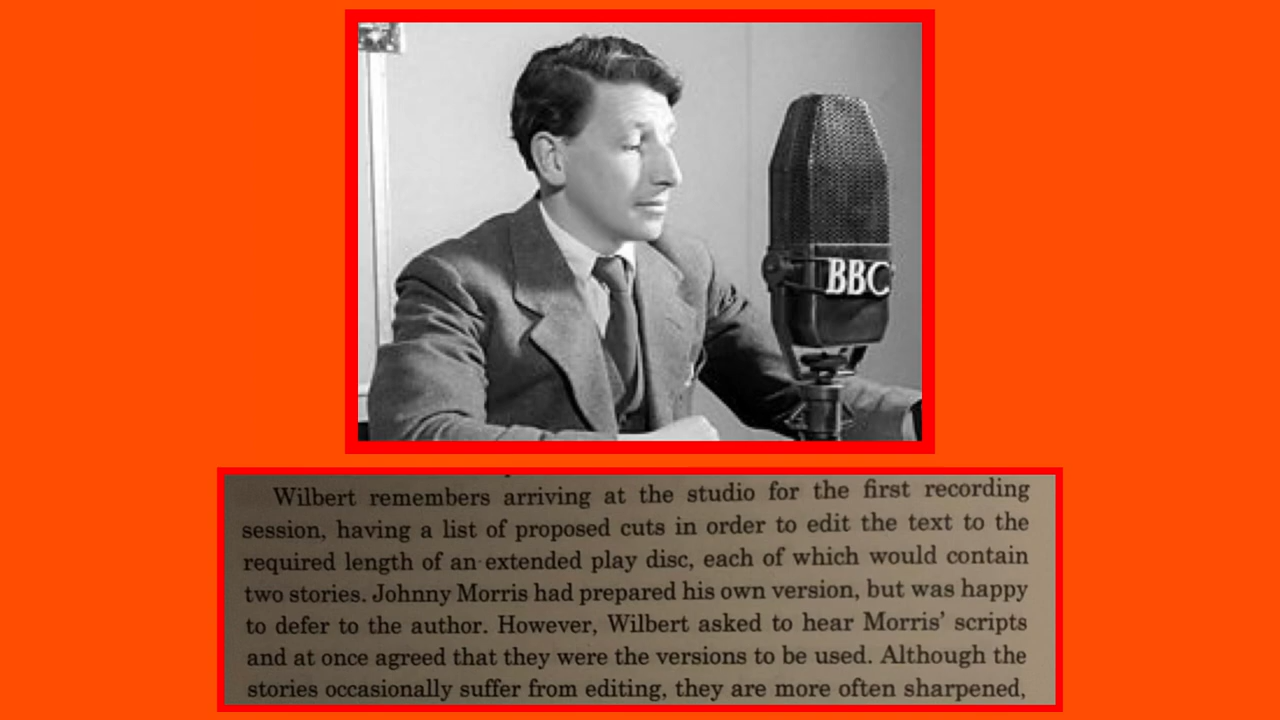 BBC
Wilbert remembers arriving at the studio for the first recording
session, having a list of proposed cuts in order to edit the text to the
required length of an extended play disc, each of which would contain
two stories. Johnny Morris had prepared his own version, but was happy
to defer to the author. However, Wilbert asked to hear Morris' scripts
and at once agreed that they were the versions to be used. Although the
stories occasionally suffer from editing, they are more often sharpened,